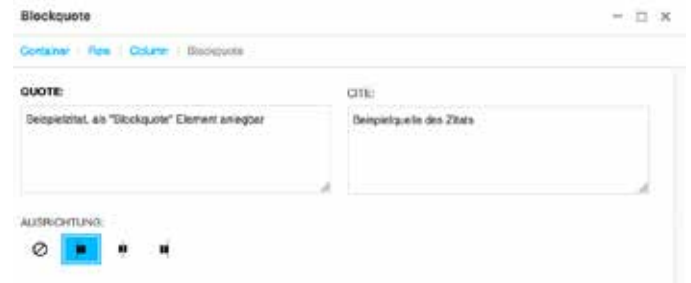 Blockquote
Container | Row | Column | Blockquote
QUOTE: CITE:
Beispielzitat, als "Blockquote" Element anlegbar
Beispielquelle des Zitats
AUSRICHTUNG: